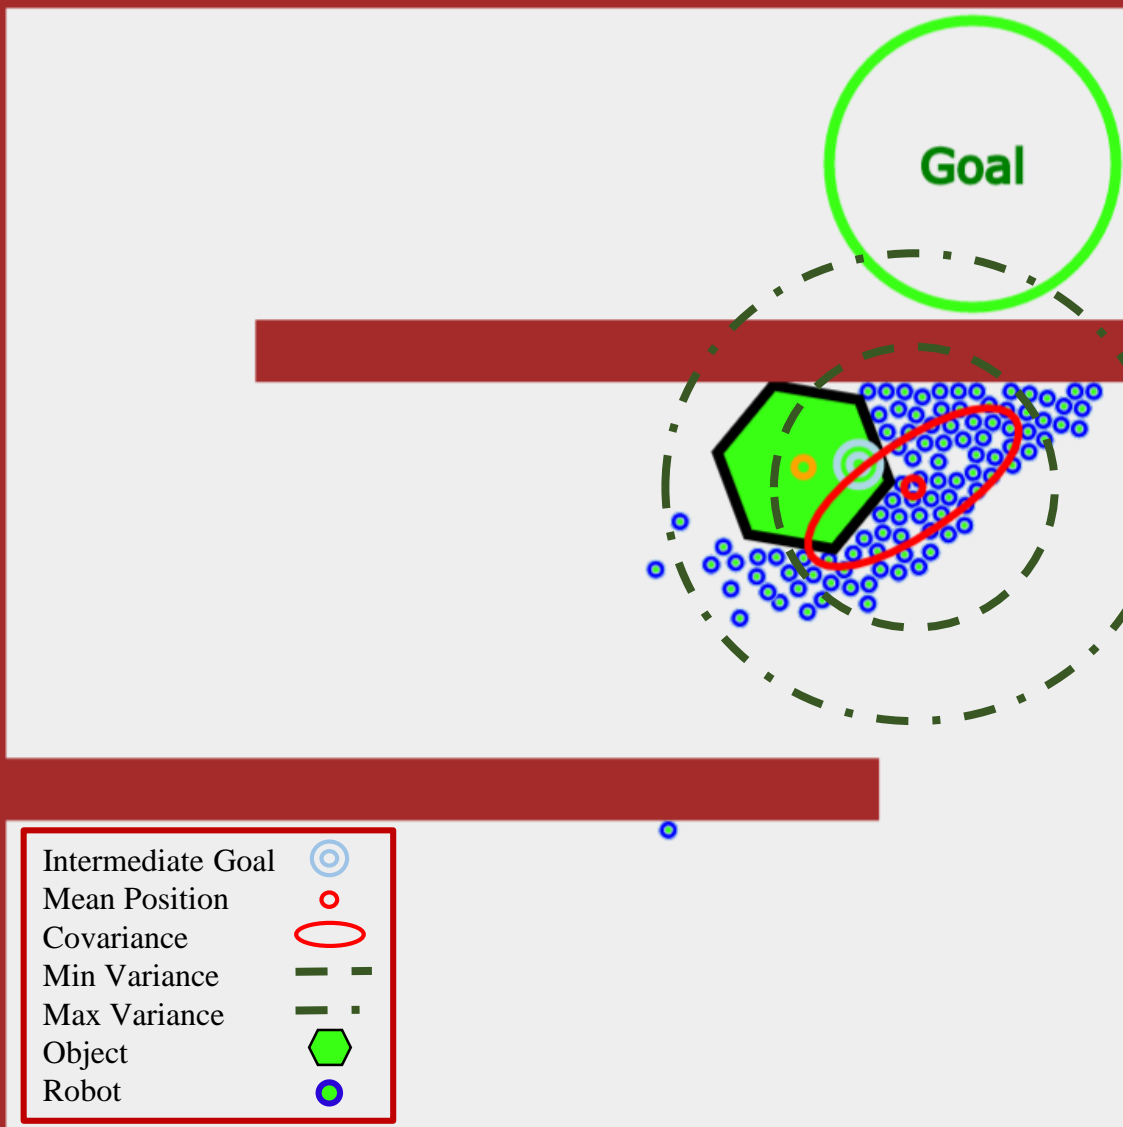 Goal
Intermediate Goal
Mean Position
Covariance
Min Variance
Max Variance
Object
Robot